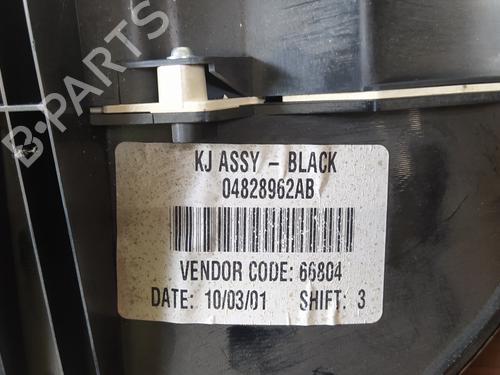 B-PARTS
KJ ASSY - BLACK
04828962AB
VENDOR CODE: 66804
DATE: 10/03/01 SHIFT: 3